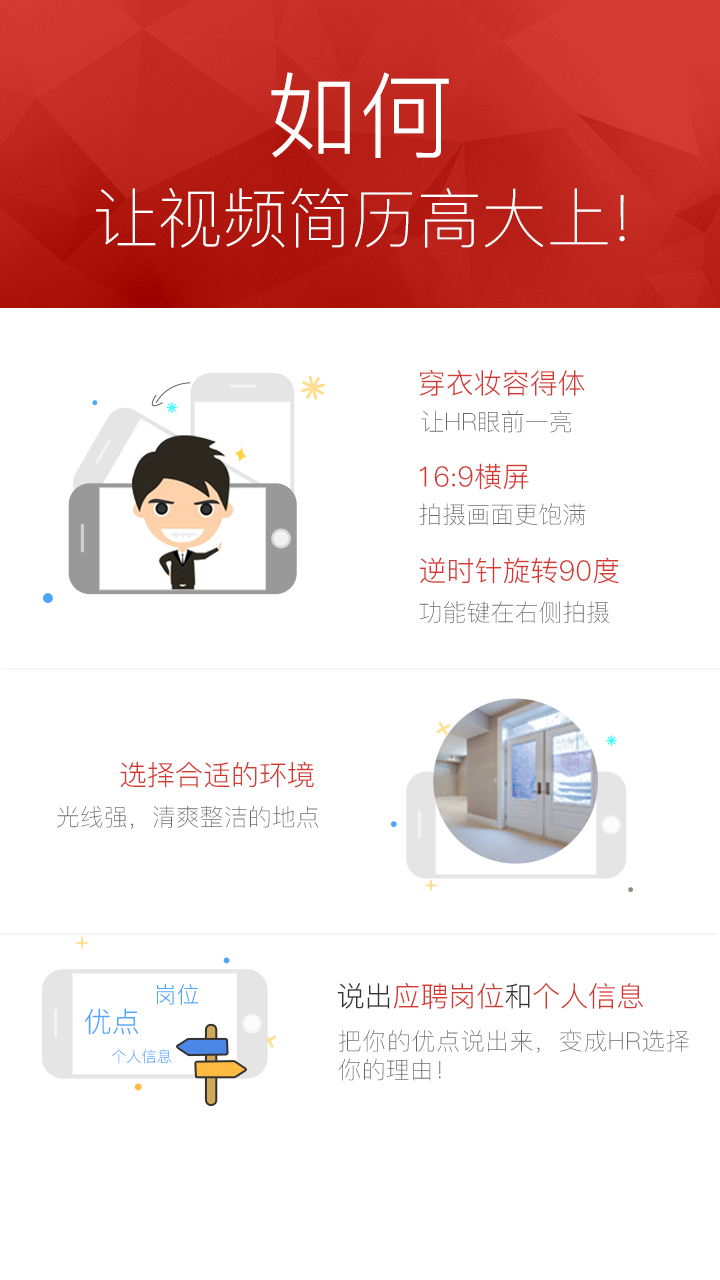 如何
让视频简历高大上!
穿衣妆容得体
让HR眼前一亮
16:9横屏
拍摄画面更饱满
逆时针旋转90度
功能键在右侧拍摄
选择合适的环境
光线强，清爽整洁的地点
岗位
优点
个人信息
说出应聘岗位和个人信息
把你的优点说出来，变成HR选择
你的理由!